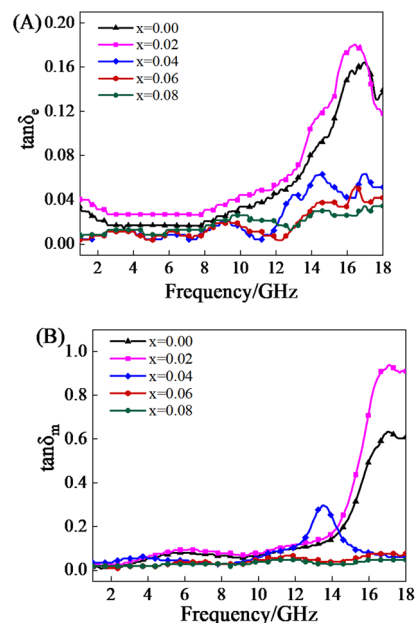 (A)
0.20
0.16
0.12
0.08
0.04
0.00
tanδe
x=0.00
x=0.02
x=0.04
x=0.06
x=0.08
2 4 6 8 10 12 14 16 18
Frequency/GHz
(B)
1.0
0.8
0.6
0.4
0.2
0.0
tanδm
x=0.00
x=0.02
x=0.04
x=0.06
x=0.08
2 4 6 8 10 12 14 16 18
Frequency/GHz